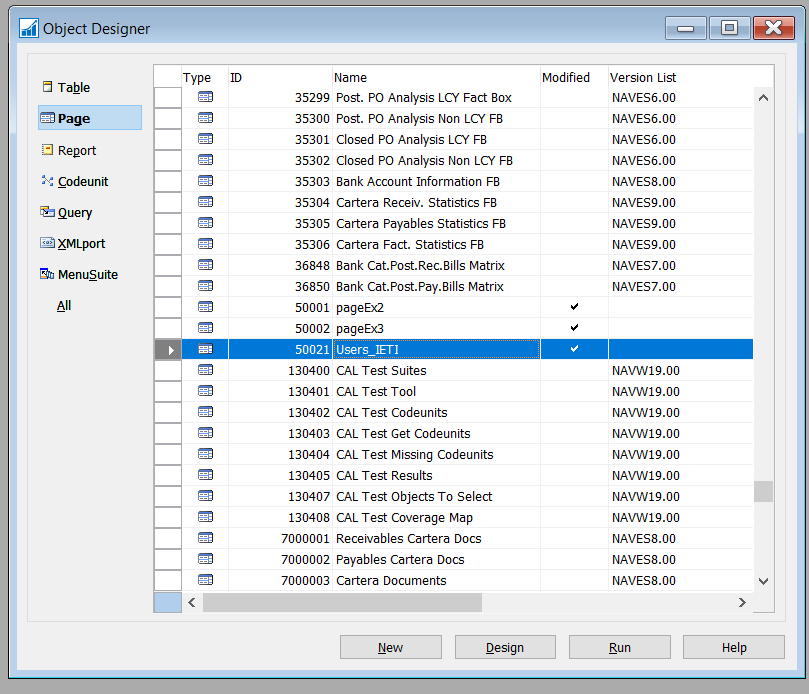 Object Designer
Table
Page
Report
Codeunit
Query
XMLport
MenuSuite
All
Type ID Name Modified Version List
35299 Post. PO Analysis LCY Fact Box NAVES6.00
35300 Post. PO Analysis Non LCY FB NAVES6.00
35301 Closed PO Analysis LCY FB NAVES6.00
35302 Closed PO Analysis Non LCY FB NAVES6.00
35303 Bank Account Information FB NAVES8.00
35304 Cartera Receiv. Statistics FB NAVES9.00
35305 Cartera Payables Statistics FB NAVES9.00
35306 Cartera Fact. Statistics FB NAVES9.00
36848 Bank Cat.Post.Rec.Bills Matrix NAVES7.00
36850 Bank Cat.Post.Pay.Bills Matrix NAVES7.00
50001 pageEx2 ✓
50002 pageEx3 ✓
50021 Users_IETI ✓
130400 CAL Test Suites NAVW19.00
130401 CAL Test Tool NAVW19.00
130402 CAL Test Codeunits NAVW19.00
130403 CAL Test Get Codeunits NAVW19.00
130404 CAL Test Missing Codeunits NAVW19.00
130405 CAL Test Results NAVW19.00
130407 CAL Test Objects To Select NAVW19.00
130408 CAL Test Coverage Map NAVW19.00
7000001 Receivables Cartera Docs NAVES8.00
7000002 Payables Cartera Docs NAVES8.00
7000003 Cartera Documents NAVES8.00
New Design Run Help